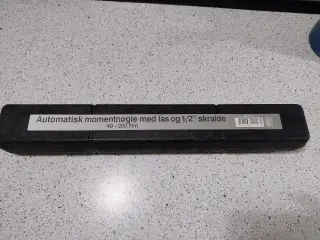 Automatisk momentnøgle med lås og 1/2" skralde
40 - 200 Nm